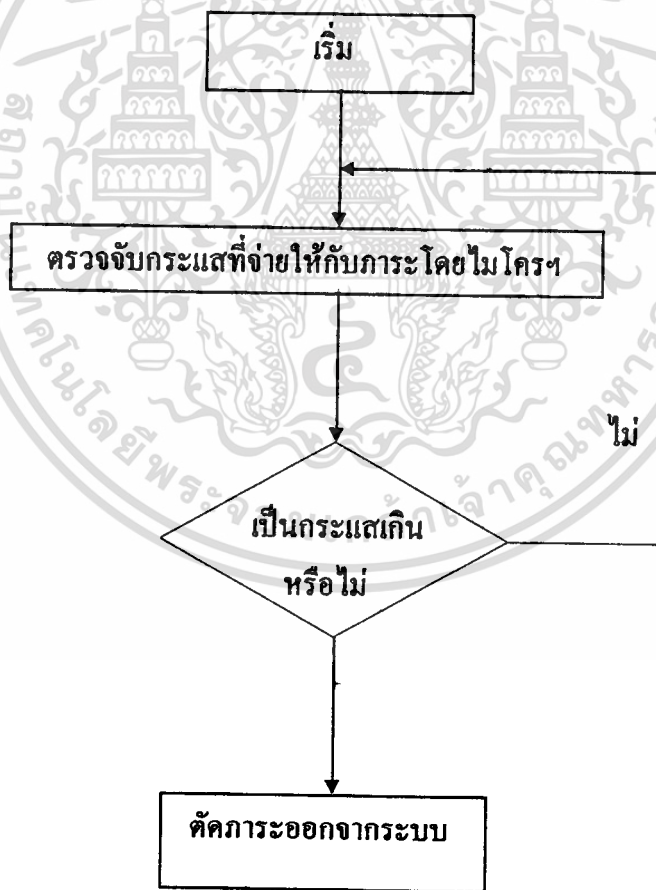 เริ่ม
ตรวจจับกระแสที่จ่ายให้กับภาระโดยไมโครฯ
ไม่
เป็นกระแสเกิน
หรือไม่
ตัดภาระออกจากระบบ